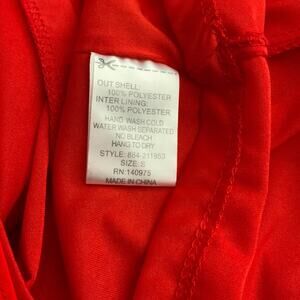 OUT SHELL:
100% POLYESTER
INTER LINING:
100% POLYESTER
HAND WASH COLD
WATER WASH SEPARATED
NO BLEACH
HANG TO DRY
STYLE: 884-211953
SIZE: S
RN: 140975
MADE IN CHINA